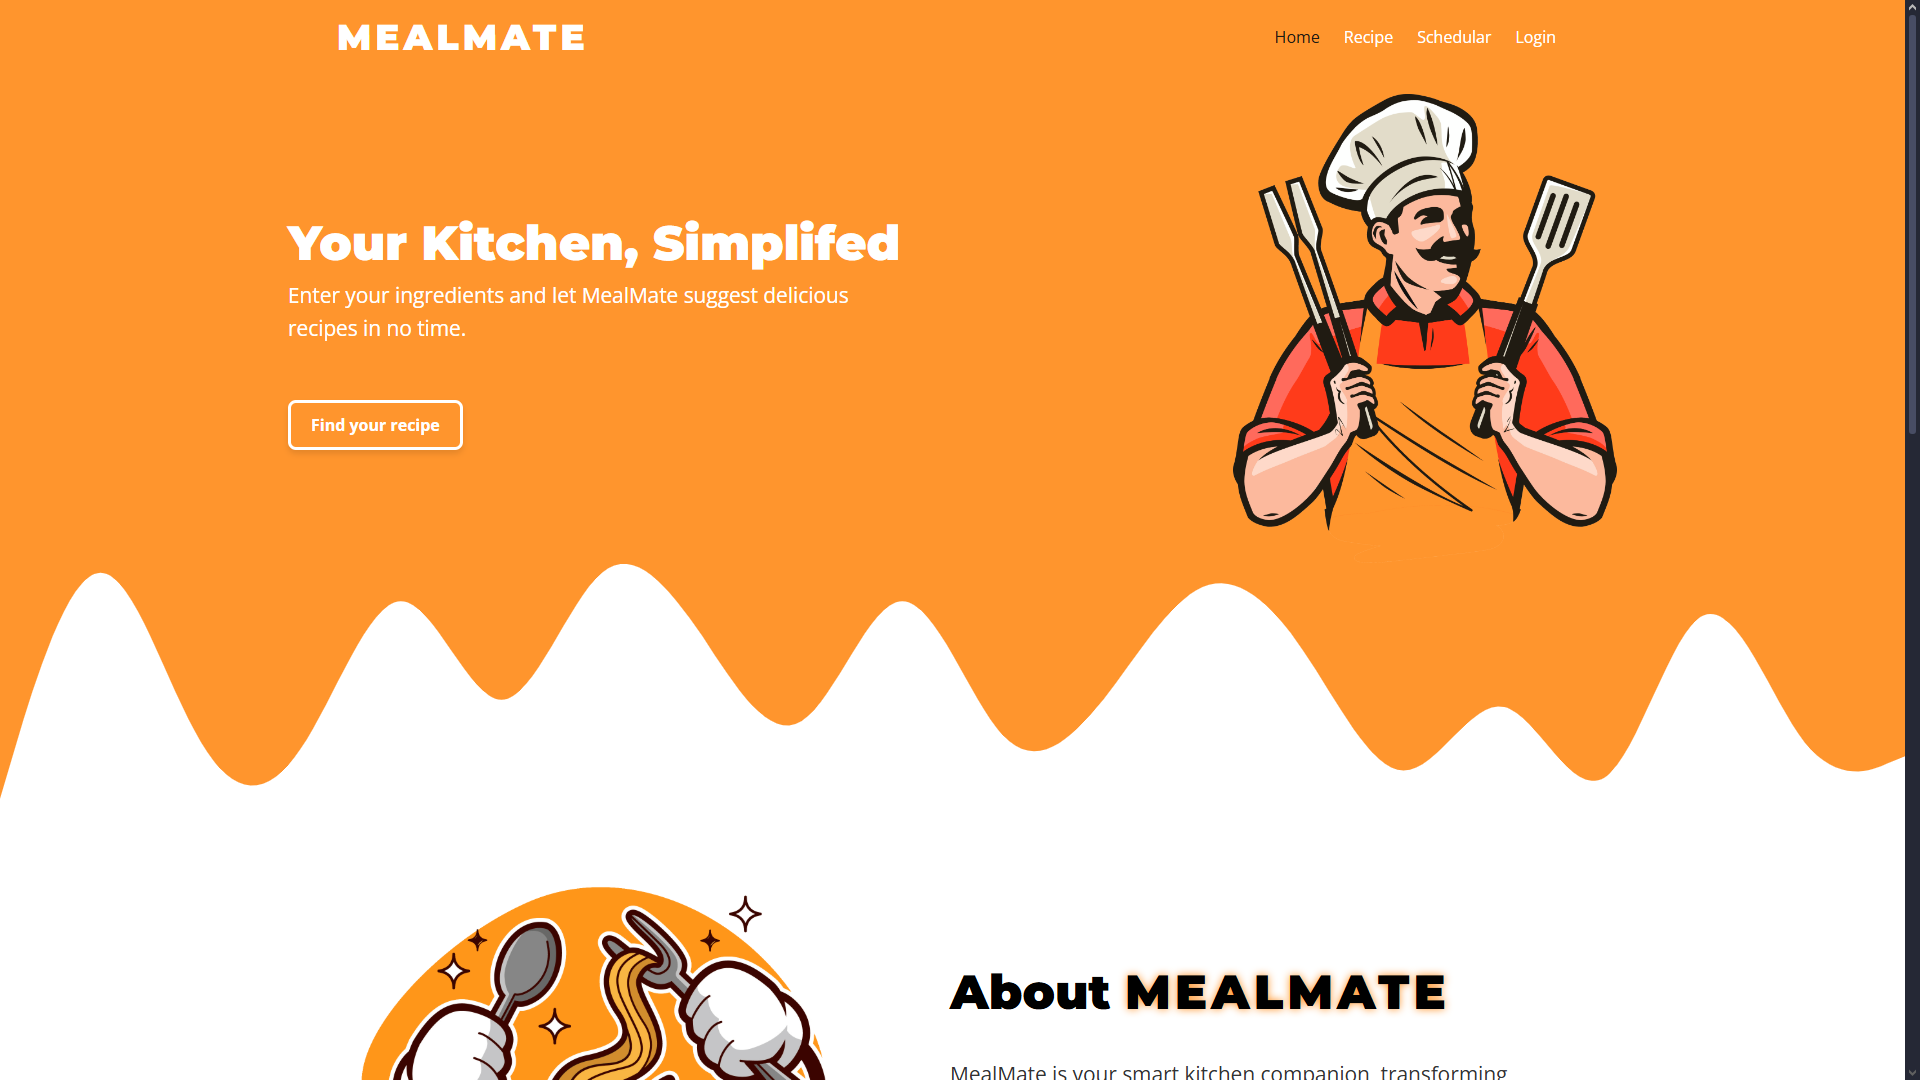 MEALMATE
Home Recipe Schedular Login
Your Kitchen, Simplifed
Enter your ingredients and let MealMate suggest delicious
recipes in no time.
Find your recipe
About MEALMATE
MealMate is your smart kitchen companion, transforming